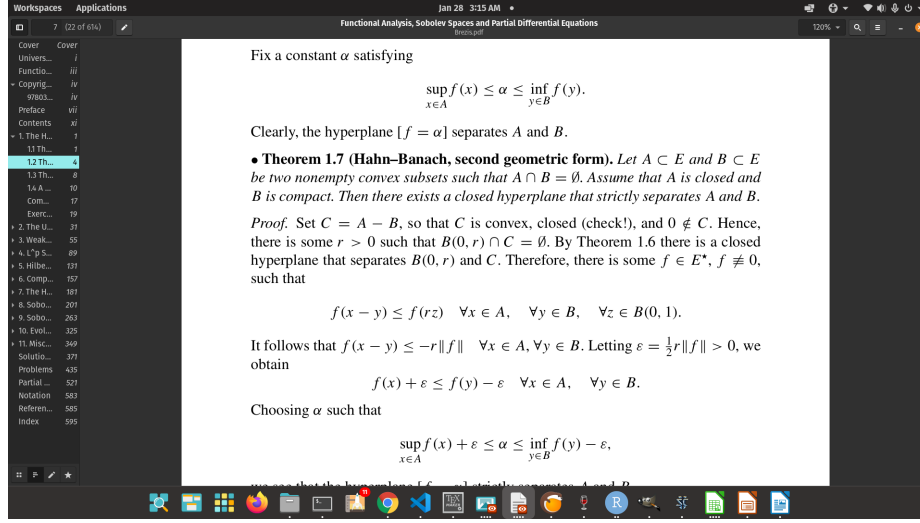 Workspaces Applications Jan 28 3:15 AM
7 (22 of 614) Functional Analysis, Sobolev Spaces and Partial Differential Equations 120%
Brezis.pdf
Cover Cover
Univers... i
Functio... iii
Copyrig... iv
97803... iv
Preface vii
Contents xi
1. The H... 1
1.1 Th... 1
1.2 Th... 4
1.3 Th... 8
1.4 A ... 10
Com... 17
Exerc... 19
2. The U... 31
3. Weak... 55
4. L^p S... 89
5. Hilbe... 131
6. Comp... 157
7. The H... 181
8. Sobo... 201
9. Sobo... 263
10. Evol... 325
11. Misc... 349
Solutio... 371
Problems 435
Partial ... 521
Notation 583
Referen... 585
Index 595
Fix a constant α satisfying
sup f(x) ≤ α ≤ inf f(y).
x∈A y∈B
Clearly, the hyperplane [f = α] separates A and B.
• Theorem 1.7 (Hahn–Banach, second geometric form). Let A ⊂ E and B ⊂ E
be two nonempty convex subsets such that A ∩ B = ∅. Assume that A is closed and
B is compact. Then there exists a closed hyperplane that strictly separates A and B.
Proof. Set C = A − B, so that C is convex, closed (check!), and 0 ∉ C. Hence,
there is some r > 0 such that B(0, r) ∩ C = ∅. By Theorem 1.6 there is a closed
hyperplane that separates B(0, r) and C. Therefore, there is some f ∈ E⋆, f ≢ 0,
such that
f(x − y) ≤ f(rz) ∀x ∈ A, ∀y ∈ B, ∀z ∈ B(0, 1).
It follows that f(x − y) ≤ −r‖f‖ ∀x ∈ A, ∀y ∈ B. Letting ε = ½r‖f‖ > 0, we
obtain
f(x) + ε ≤ f(y) − ε ∀x ∈ A, ∀y ∈ B.
Choosing α such that
sup f(x) + ε ≤ α ≤ inf f(y) − ε,
x∈A y∈B
we see that the hyperplane [f = α] strictly separates A and B.
11
R